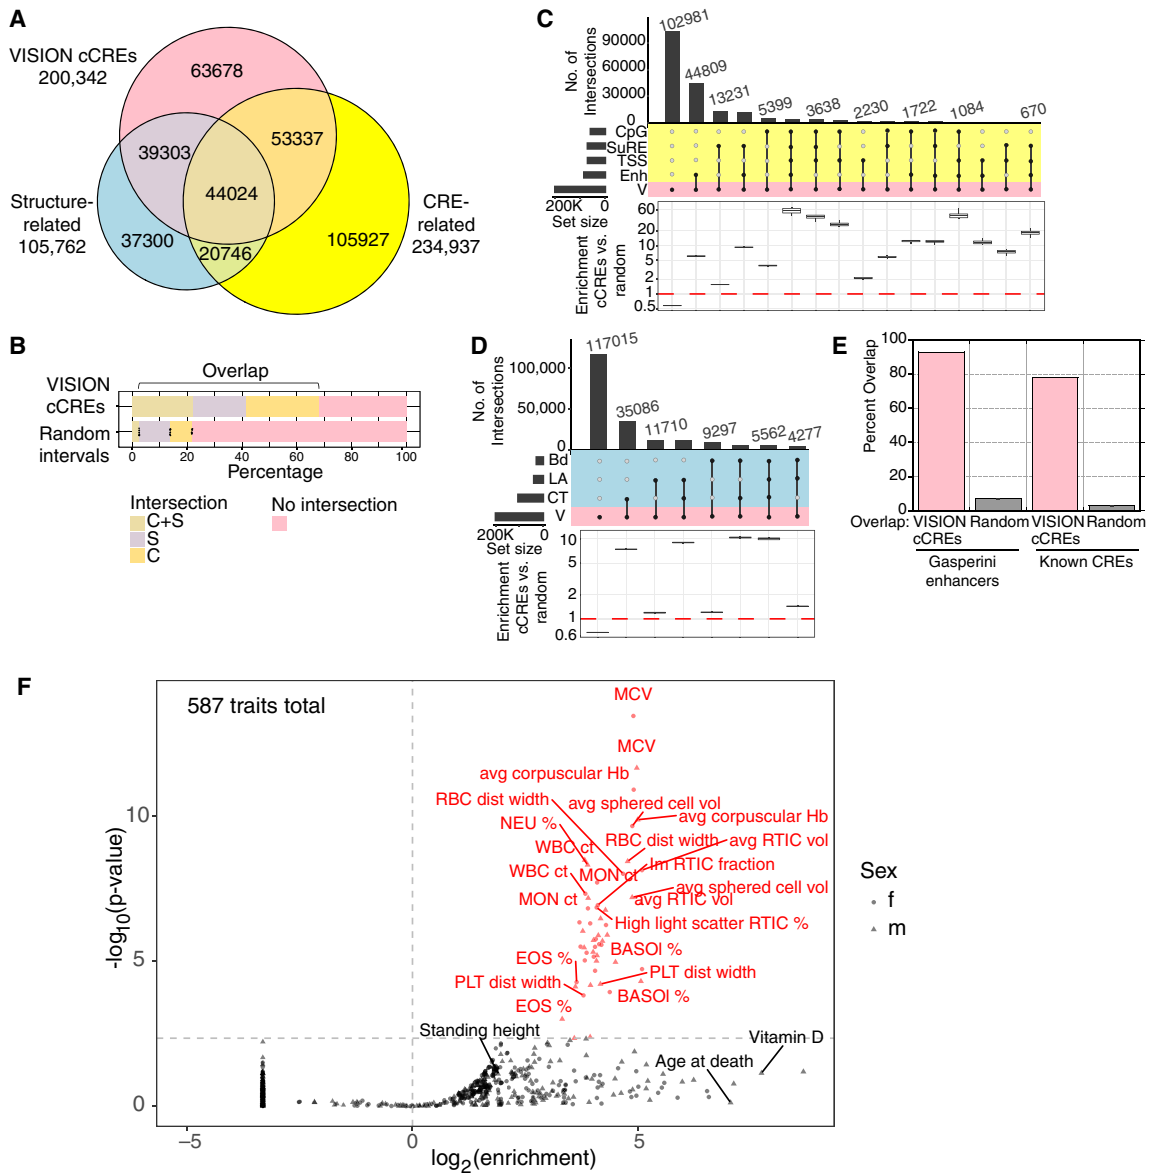 A
VISION cCREs
200,342
63678
39303
53337
44024
Structure-
related
105,762
37300
20746
105927
CRE-
related
234,937
B
Overlap
VISION
cCREs
Random
intervals
0
20
40
60
80
100
Percentage
Intersection
C+S
S
C
No intersection
C
No. of
Intersections
90000
60000
30000
0
102981
44809
13231
5399
3638
2230
1722
1084
670
CpG
SuRE
TSS
Enh
V
200K
0
Set size
Enrichment
cCREs vs.
random
60
20
10
5
2
1
0.5
D
No. of
Intersections
100,000
50,000
0
117015
35086
11710
9297
5562
4277
Bd
LA
CT
V
200K
0
Set size
Enrichment
cCREs vs.
random
10
5
2
1
0.6
E
Percent Overlap
100
80
60
40
20
0
Overlap:
VISION
cCREs
Random
VISION
cCREs
Random
Gasperini
enhancers
Known CREs
F
587 traits total
MCV
MCV
avg corpuscular Hb
RBC dist width
avg sphered cell vol
avg corpuscular Hb
NEU %
RBC dist width
avg RTIC vol
WBC ct
Im RTIC fraction
WBC ct
MON ct
avg sphered cell vol
MON ct
avg RTIC vol
High light scatter RTIC %
BASOI %
EOS %
PLT dist width
PLT dist width
BASOI %
EOS %
Standing height
Vitamin D
Age at death
-log10(p-value)
10
5
0
−5
0
5
log2(enrichment)
Sex
f
m